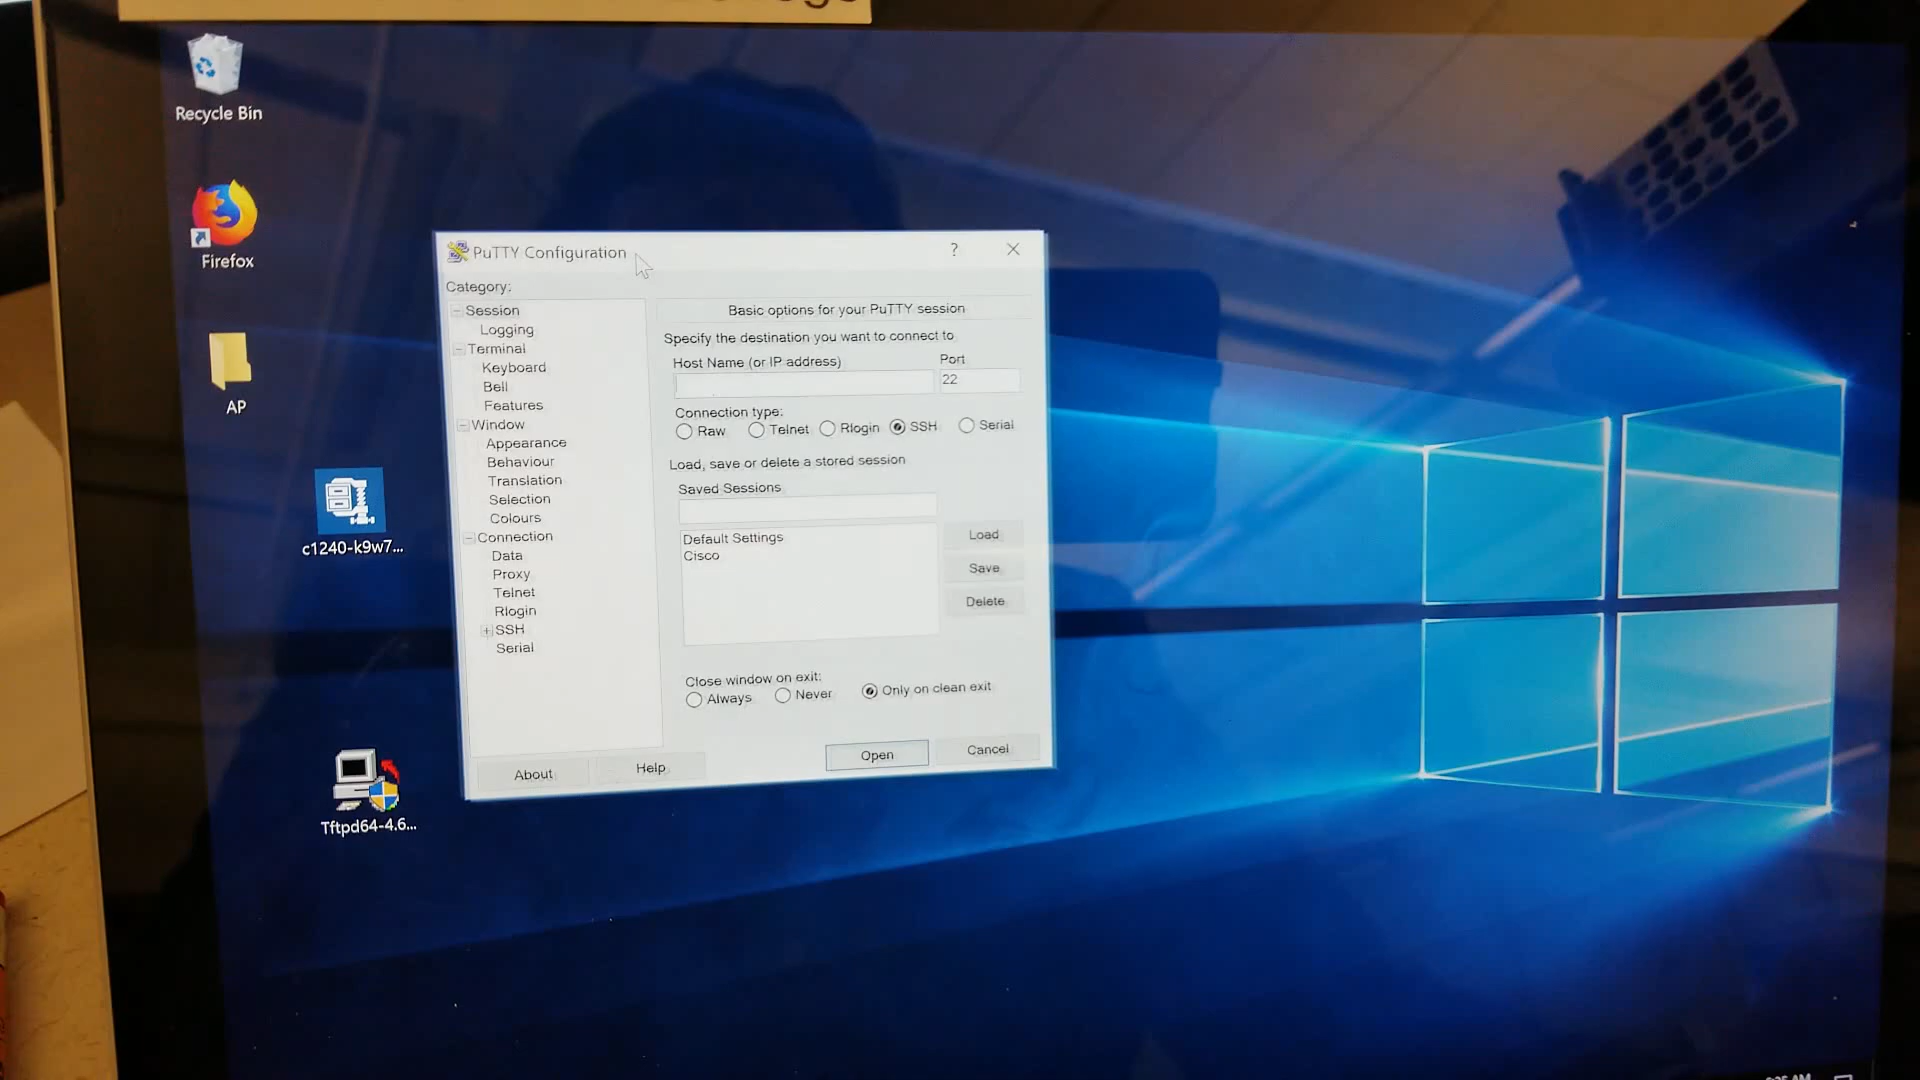 Recycle Bin
Firefox
AP
c1240-k9w7...
Tftpd64-4.6...
PuTTY Configuration
?
Category:
Session
Logging
Terminal
Keyboard
Bell
Features
Window
Appearance
Behaviour
Translation
Selection
Colours
Connection
Data
Proxy
Telnet
Rlogin
SSH
Serial
About
Help
Basic options for your PuTTY session
Specify the destination you want to connect to
Host Name (or IP address)
Port
22
Connection type:
Raw Telnet Rlogin SSH Serial
Load, save or delete a stored session
Saved Sessions
Default Settings
Cisco
Load
Save
Delete
Close window on exit:
Always Never Only on clean exit
Open
Cancel